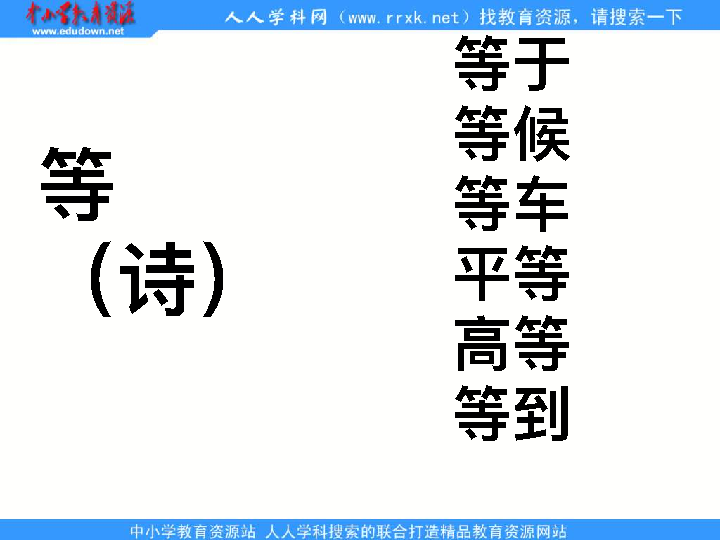 中小学教育资源
www.edudown.net
人人学科网（www.rrxk.net）找教育资源，请搜索一下
等
（诗）
等于
等候
等车
平等
高等
等到
中小学教育资源站 人人学科搜索的联合打造精品教育资源网站